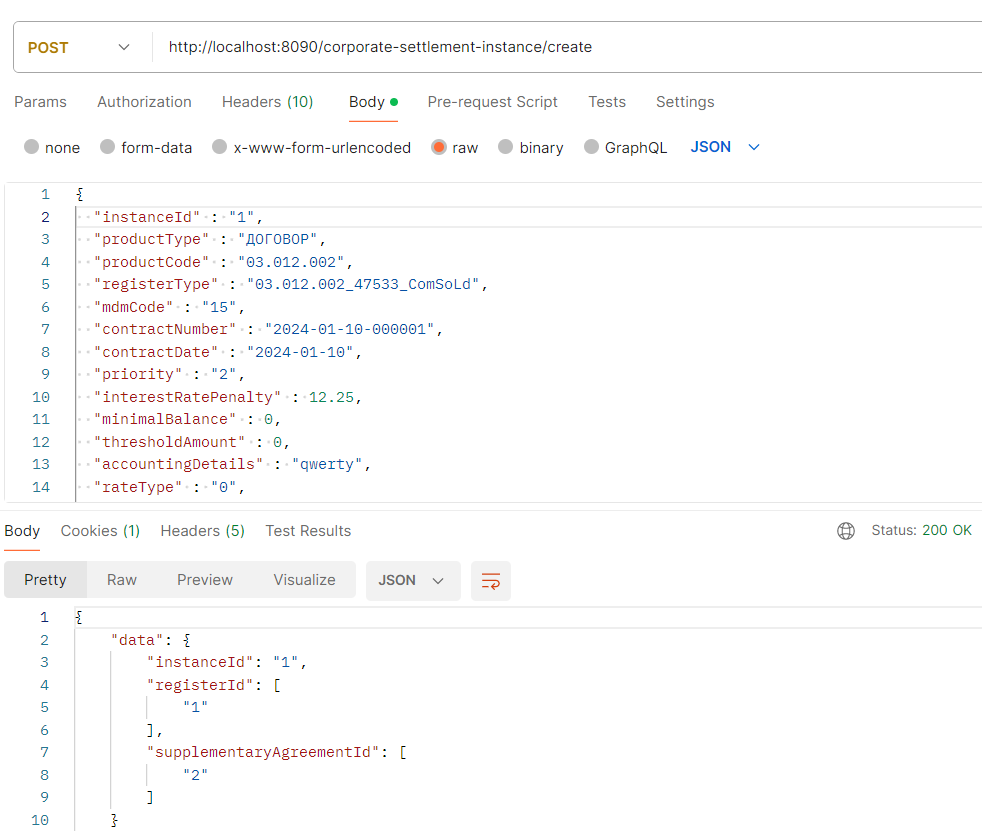 POST http://localhost:8090/corporate-settlement-instance/create
Params Authorization Headers (10) Body Pre-request Script Tests Settings
none form-data x-www-form-urlencoded raw binary GraphQL JSON
1 {
2 "instanceId" : "1",
3 "productType" : "ДОГОВОР",
4 "productCode" : "03.012.002",
5 "registerType" : "03.012.002_47533_ComSoLd",
6 "mdmCode" : "15",
7 "contractNumber" : "2024-01-10-000001",
8 "contractDate" : "2024-01-10",
9 "priority" : "2",
10 "interestRatePenalty" : 12.25,
11 "minimalBalance" : 0,
12 "thresholdAmount" : 0,
13 "accountingDetails" : "qwerty",
14 "rateType" : "0",
Body Cookies (1) Headers (5) Test Results Status: 200 OK
Pretty Raw Preview Visualize JSON
1 {
2 "data": {
3 "instanceId": "1",
4 "registerId": [
5 "1"
6 ],
7 "supplementaryAgreementId": [
8 "2"
9 ]
10 }